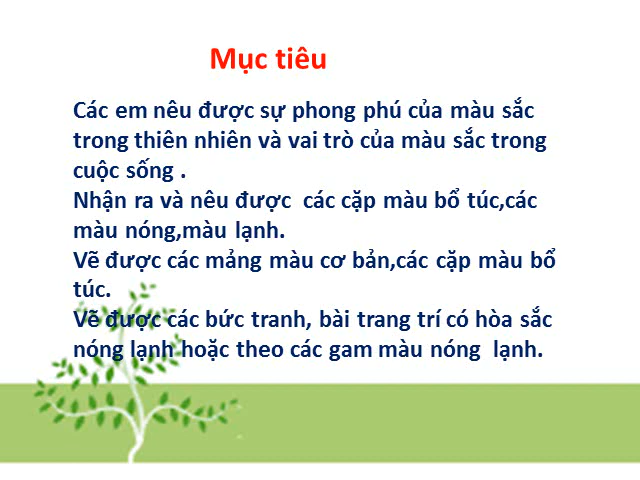 Mục tiêu
Các em nêu được sự phong phú của màu sắc
trong thiên nhiên và vai trò của màu sắc trong
cuộc sống .
Nhận ra và nêu được  các cặp màu bổ túc,các
màu nóng,màu lạnh.
Vẽ được các mảng màu cơ bản,các cặp màu bổ
túc.
Vẽ được các bức tranh, bài trang trí có hòa sắc
nóng lạnh hoặc theo các gam màu nóng  lạnh.